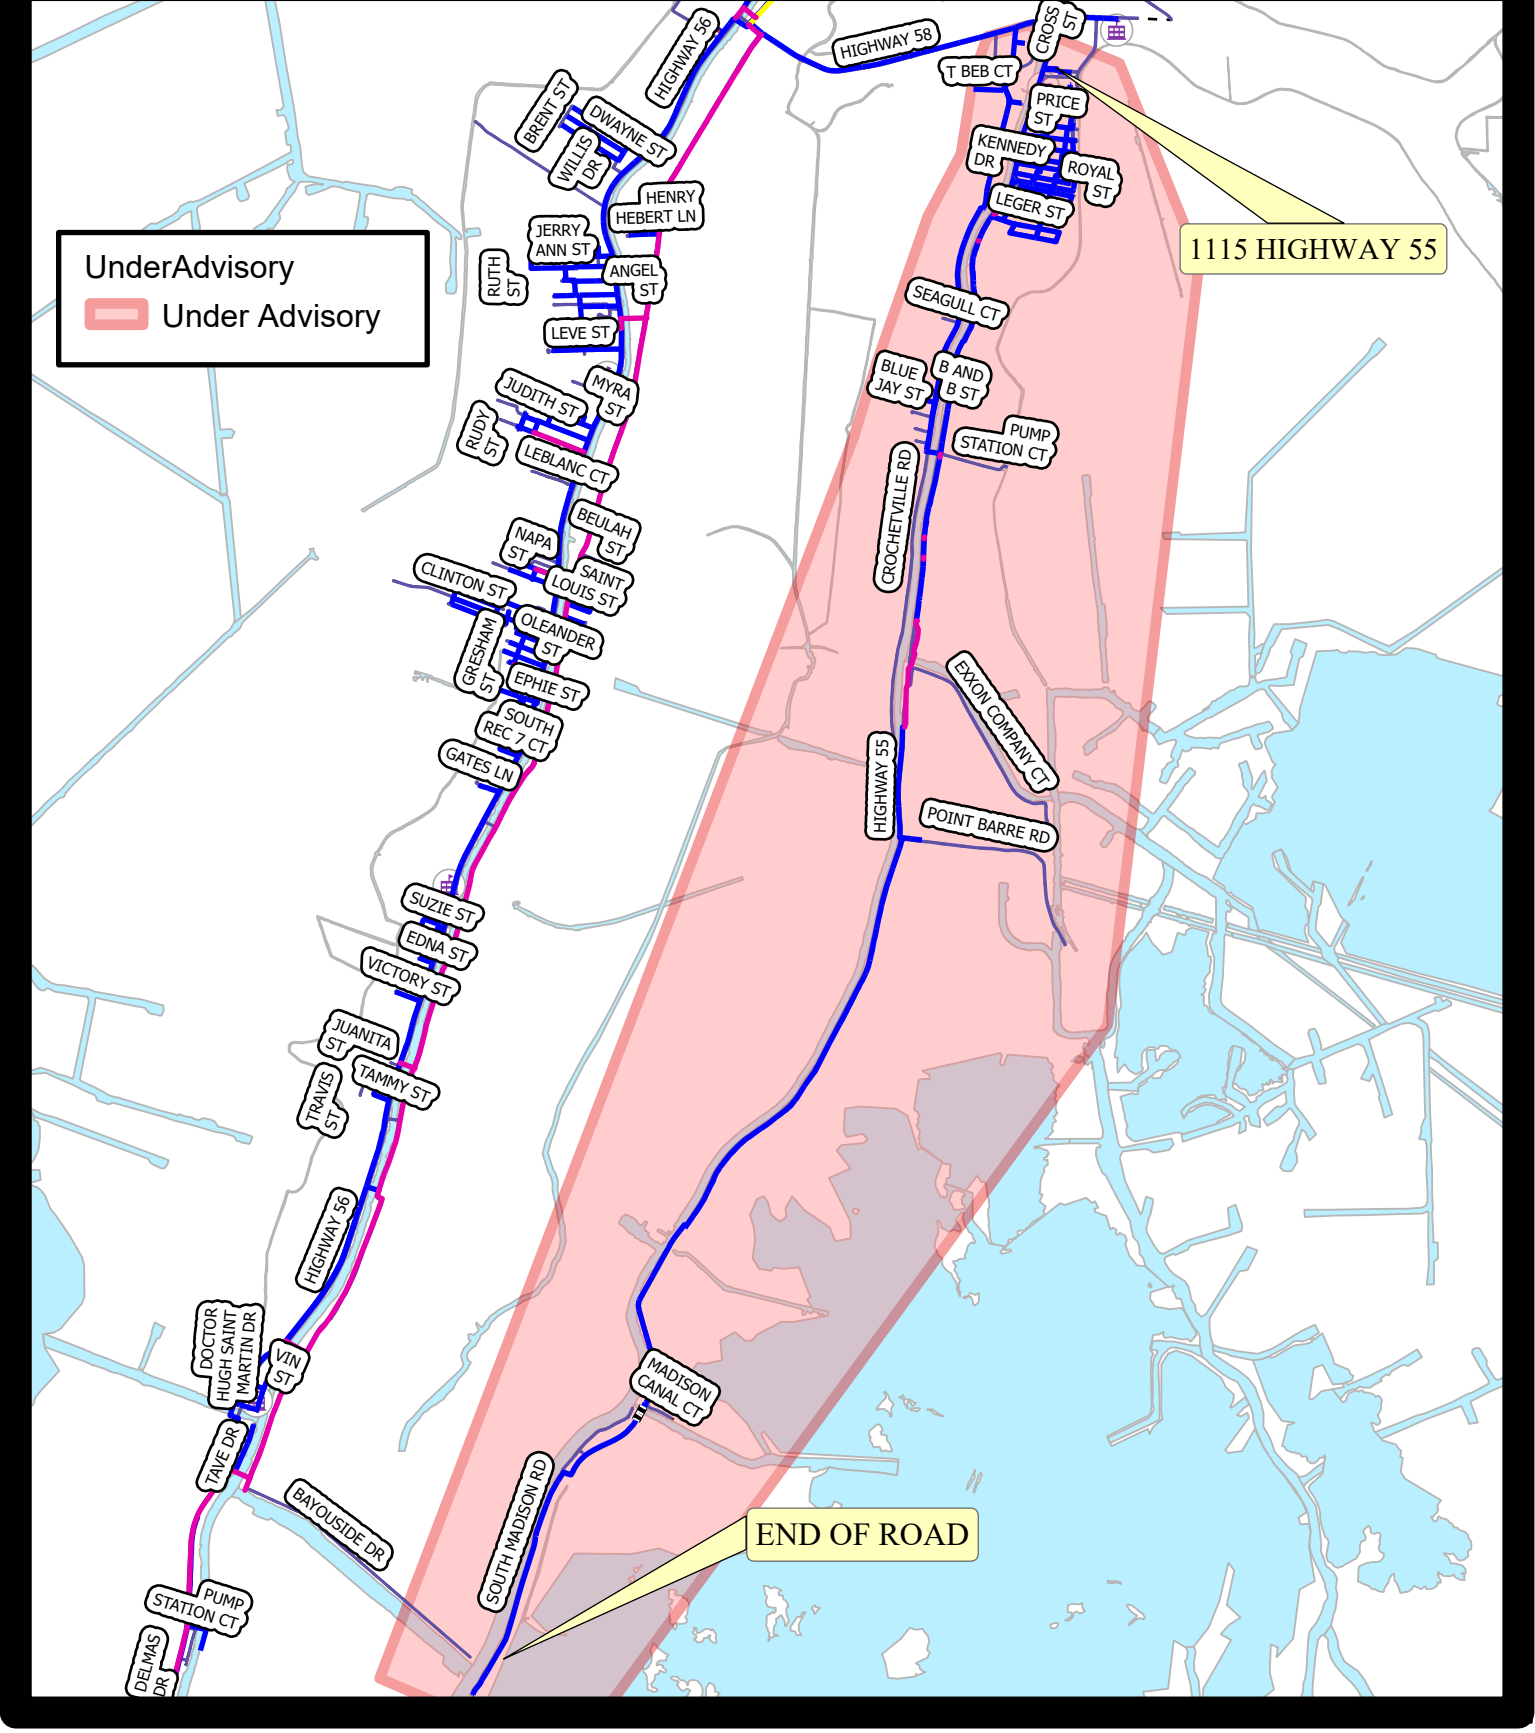 HIGHWAY 56
HIGHWAY 58
CROSS
ST
T BEB CT
BRENT ST
DWAYNE ST
WILLIS
DR
PRICE
ST
KENNEDY
DR
ROYAL
ST
HENRY
HEBERT LN
LEGER ST
1115 HIGHWAY 55
UnderAdvisory
Under Advisory
JERRY
ANN ST
RUTH
ST
ANGEL
ST
SEAGULL CT
LEVE ST
BLUE
JAY ST
B AND
B ST
JUDITH ST
MYRA
ST
RUDY
ST
PUMP
STATION CT
LEBLANC CT
CROCHETVILLE RD
BEULAH
ST
NAPA
ST
CLINTON ST
SAINT
LOUIS ST
OLEANDER
ST
GRESHAM
ST
EPHIE ST
EXXON COMPANY CT
SOUTH
REC 7 CT
GATES LN
HIGHWAY 55
POINT BARRE RD
SUZIE ST
EDNA ST
VICTORY ST
JUANITA
ST
TAMMY ST
TRAVIS
ST
HIGHWAY 56
DOCTOR
HUGH SAINT
MARTIN DR
VIN
ST
MADISON
CANAL CT
TAVE DR
SOUTH MADISON RD
BAYOUSIDE DR
END OF ROAD
PUMP
STATION CT
DELMAS
DR